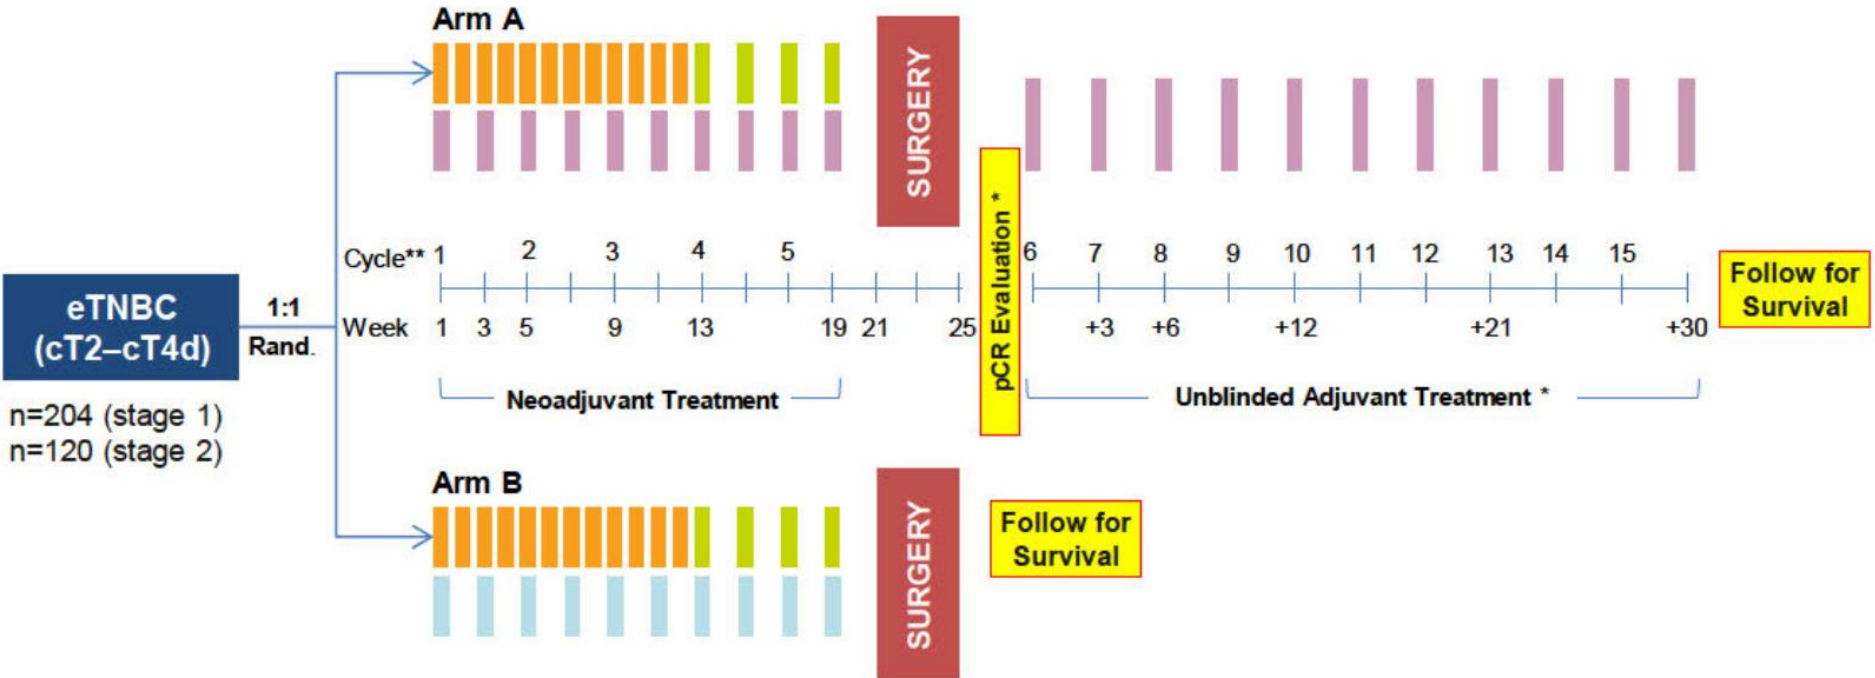 Arm A
SURGERY
Cycle** 1 2 3 4 5 6 7 8 9 10 11 12 13 14 15
eTNBC
(cT2–cT4d)
1:1
Rand.
Week 1 3 5 9 13 19 21 25 +3 +6 +12 +21 +30
pCR Evaluation *
Follow for
Survival
n=204 (stage 1)
n=120 (stage 2)
Neoadjuvant Treatment
Unblinded Adjuvant Treatment *
Arm B
SURGERY
Follow for
Survival